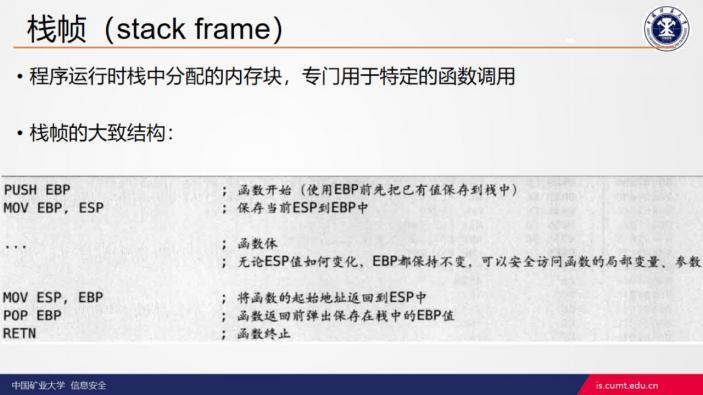 栈帧（stack frame）
• 程序运行时栈中分配的内存块，专门用于特定的函数调用
• 栈帧的大致结构：
PUSH EBP ; 函数开始（使用EBP前先把已有值保存到栈中）
MOV EBP, ESP ; 保存当前ESP到EBP中
... ; 函数体
; 无论ESP值如何变化，EBP都保持不变，可以安全访问函数的局部变量、参数
MOV ESP, EBP ; 将函数的起始地址返回到ESP中
POP EBP ; 函数返回前弹出保存在栈中的EBP值
RETN ; 函数终止
中国矿业大学 信息安全
is.cumt.edu.cn